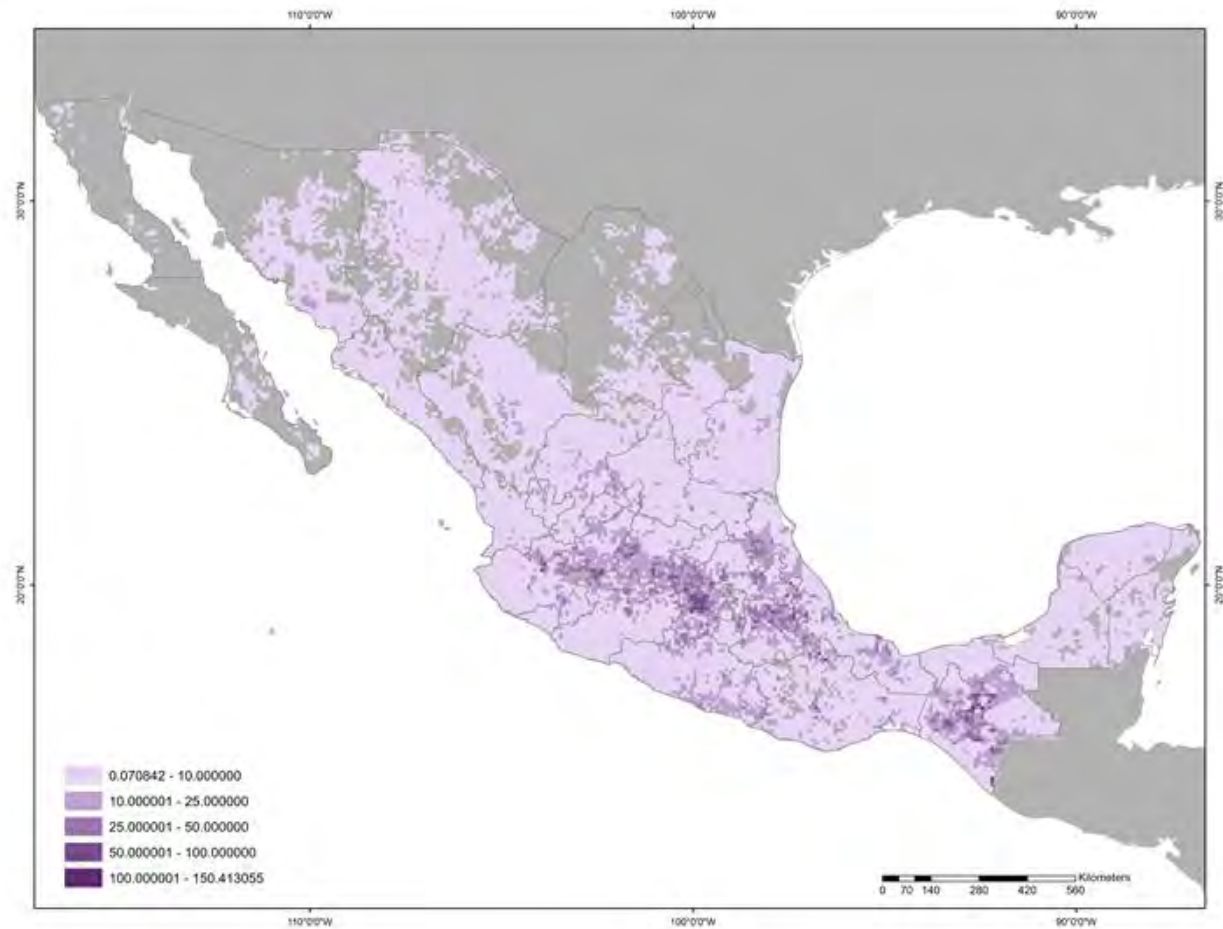 110°0'0"W 100°0'0"W 90°0'0"W
30°0'0"N 30°0'0"N
20°0'0"N 20°0'0"N
0.070842 - 10.000000
10.000001 - 25.000000
25.000001 - 50.000000
50.000001 - 100.000000
100.000001 - 150.413055
Kilometers
0 70 140 280 420 560
110°0'0"W 100°0'0"W 90°0'0"W